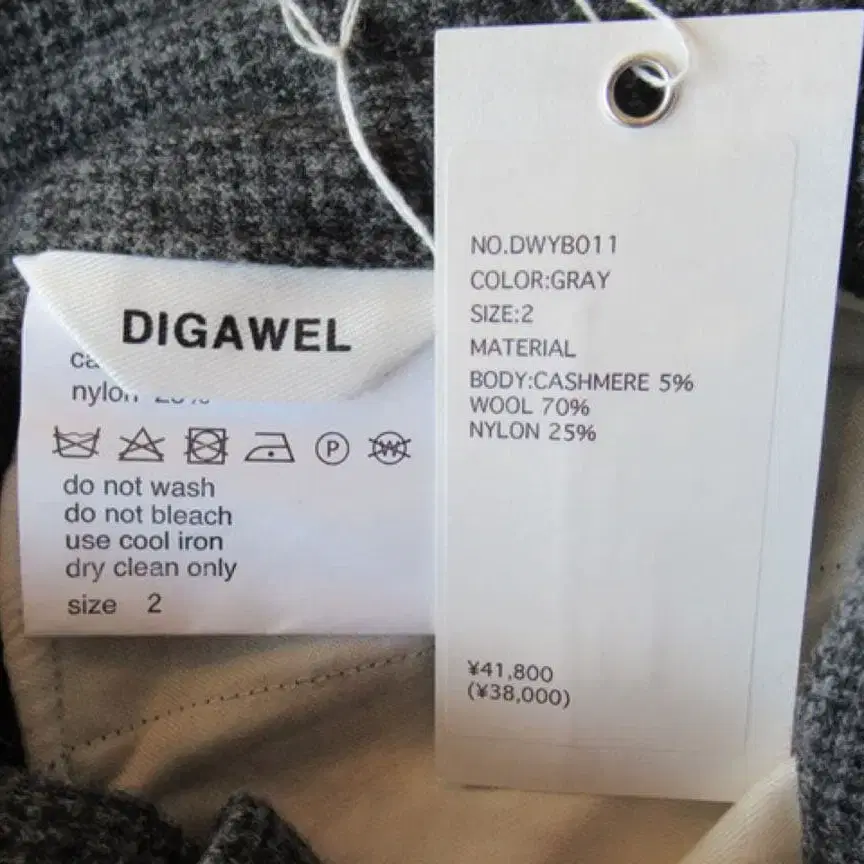 DIGAWEL
do not wash
do not bleach
use cool iron
dry clean only
size 2
NO.DWYB011
COLOR:GRAY
SIZE:2
MATERIAL
BODY:CASHMERE 5%
WOOL 70%
NYLON 25%
¥41,800
(¥38,000)